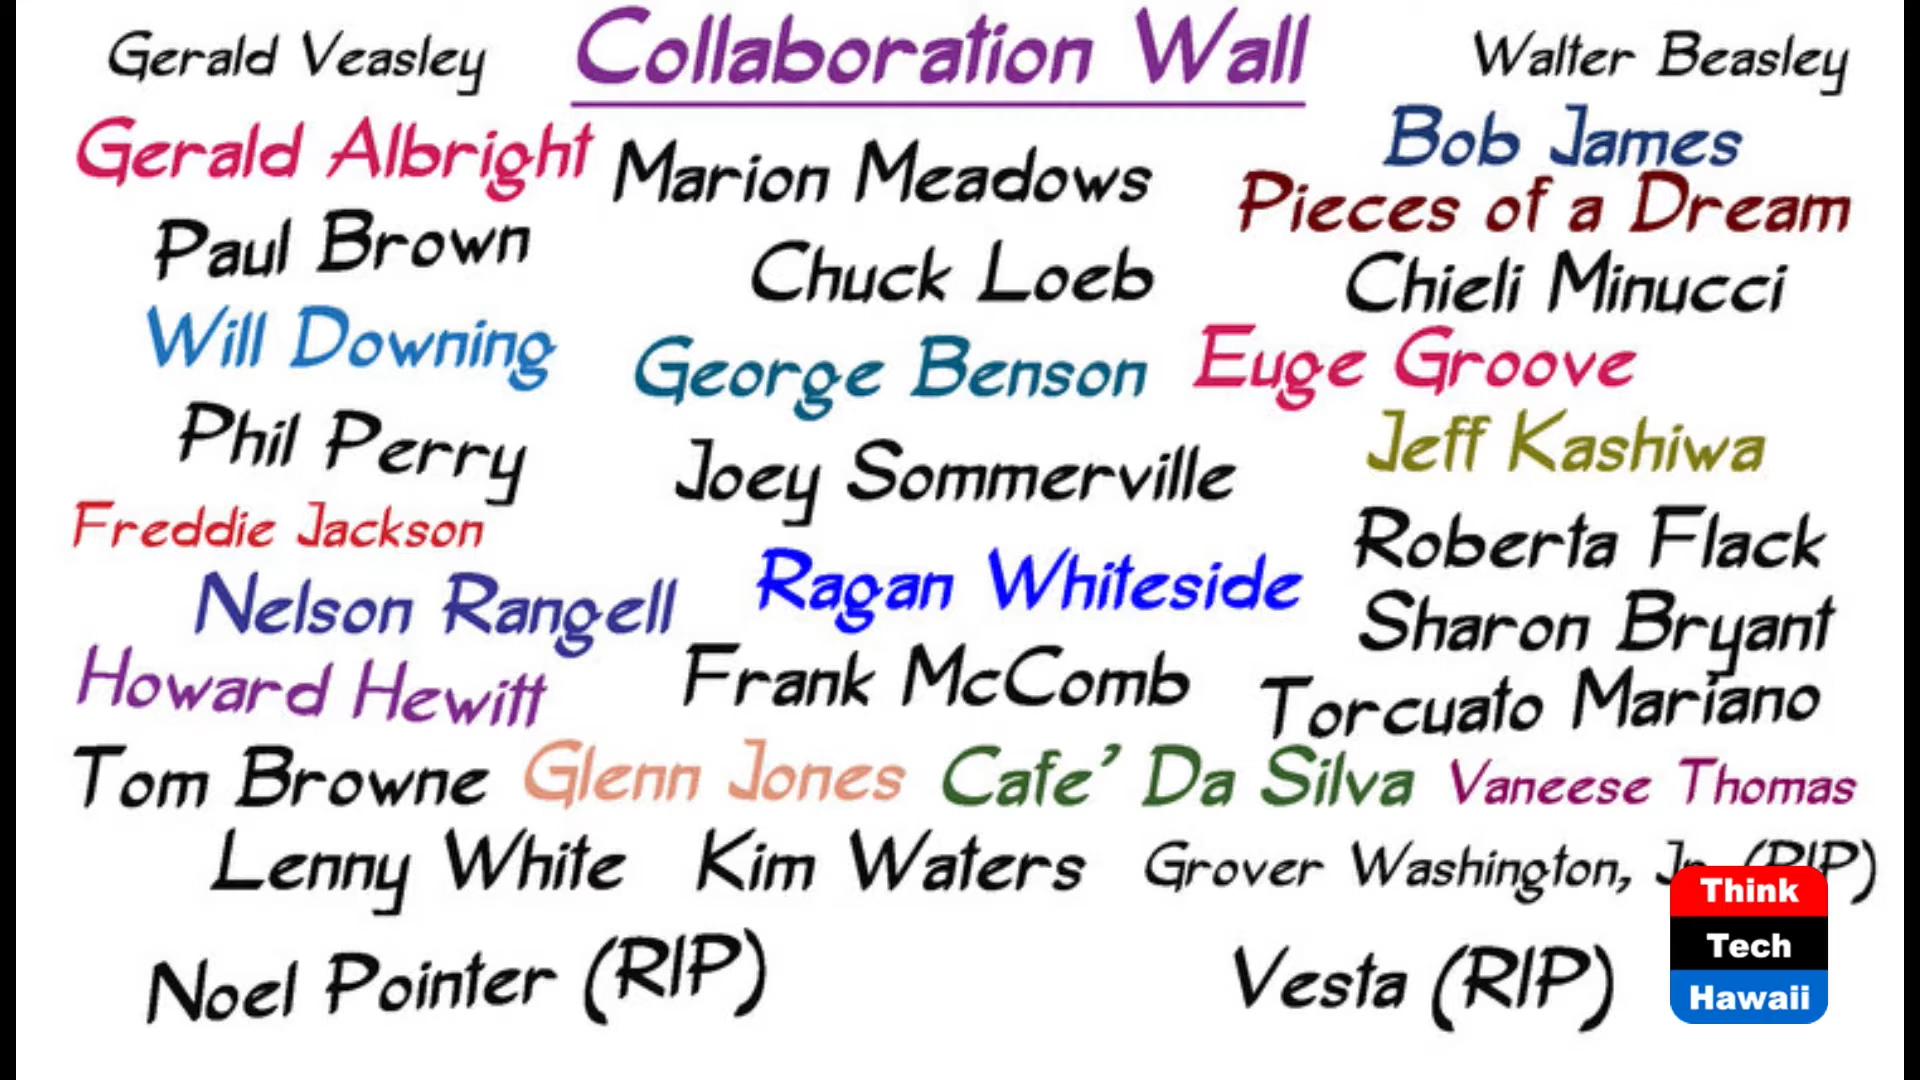 Collaboration Wall
Gerald Veasley
Walter Beasley
Gerald Albright
Marion Meadows
Bob James
Pieces of a Dream
Paul Brown
Chuck Loeb
Chieli Minucci
Will Downing
George Benson
Euge Groove
Phil Perry
Joey Sommerville
Jeff Kashiwa
Freddie Jackson
Roberta Flack
Nelson Rangell
Ragan Whiteside
Sharon Bryant
Howard Hewitt
Frank McComb
Torcuato Mariano
Tom Browne
Glenn Jones
Cafe' Da Silva
Vaneese Thomas
Lenny White
Kim Waters
Grover Washington, Jr. (RIP)
Noel Pointer (RIP)
Vesta (RIP)
Think
Tech
Hawaii